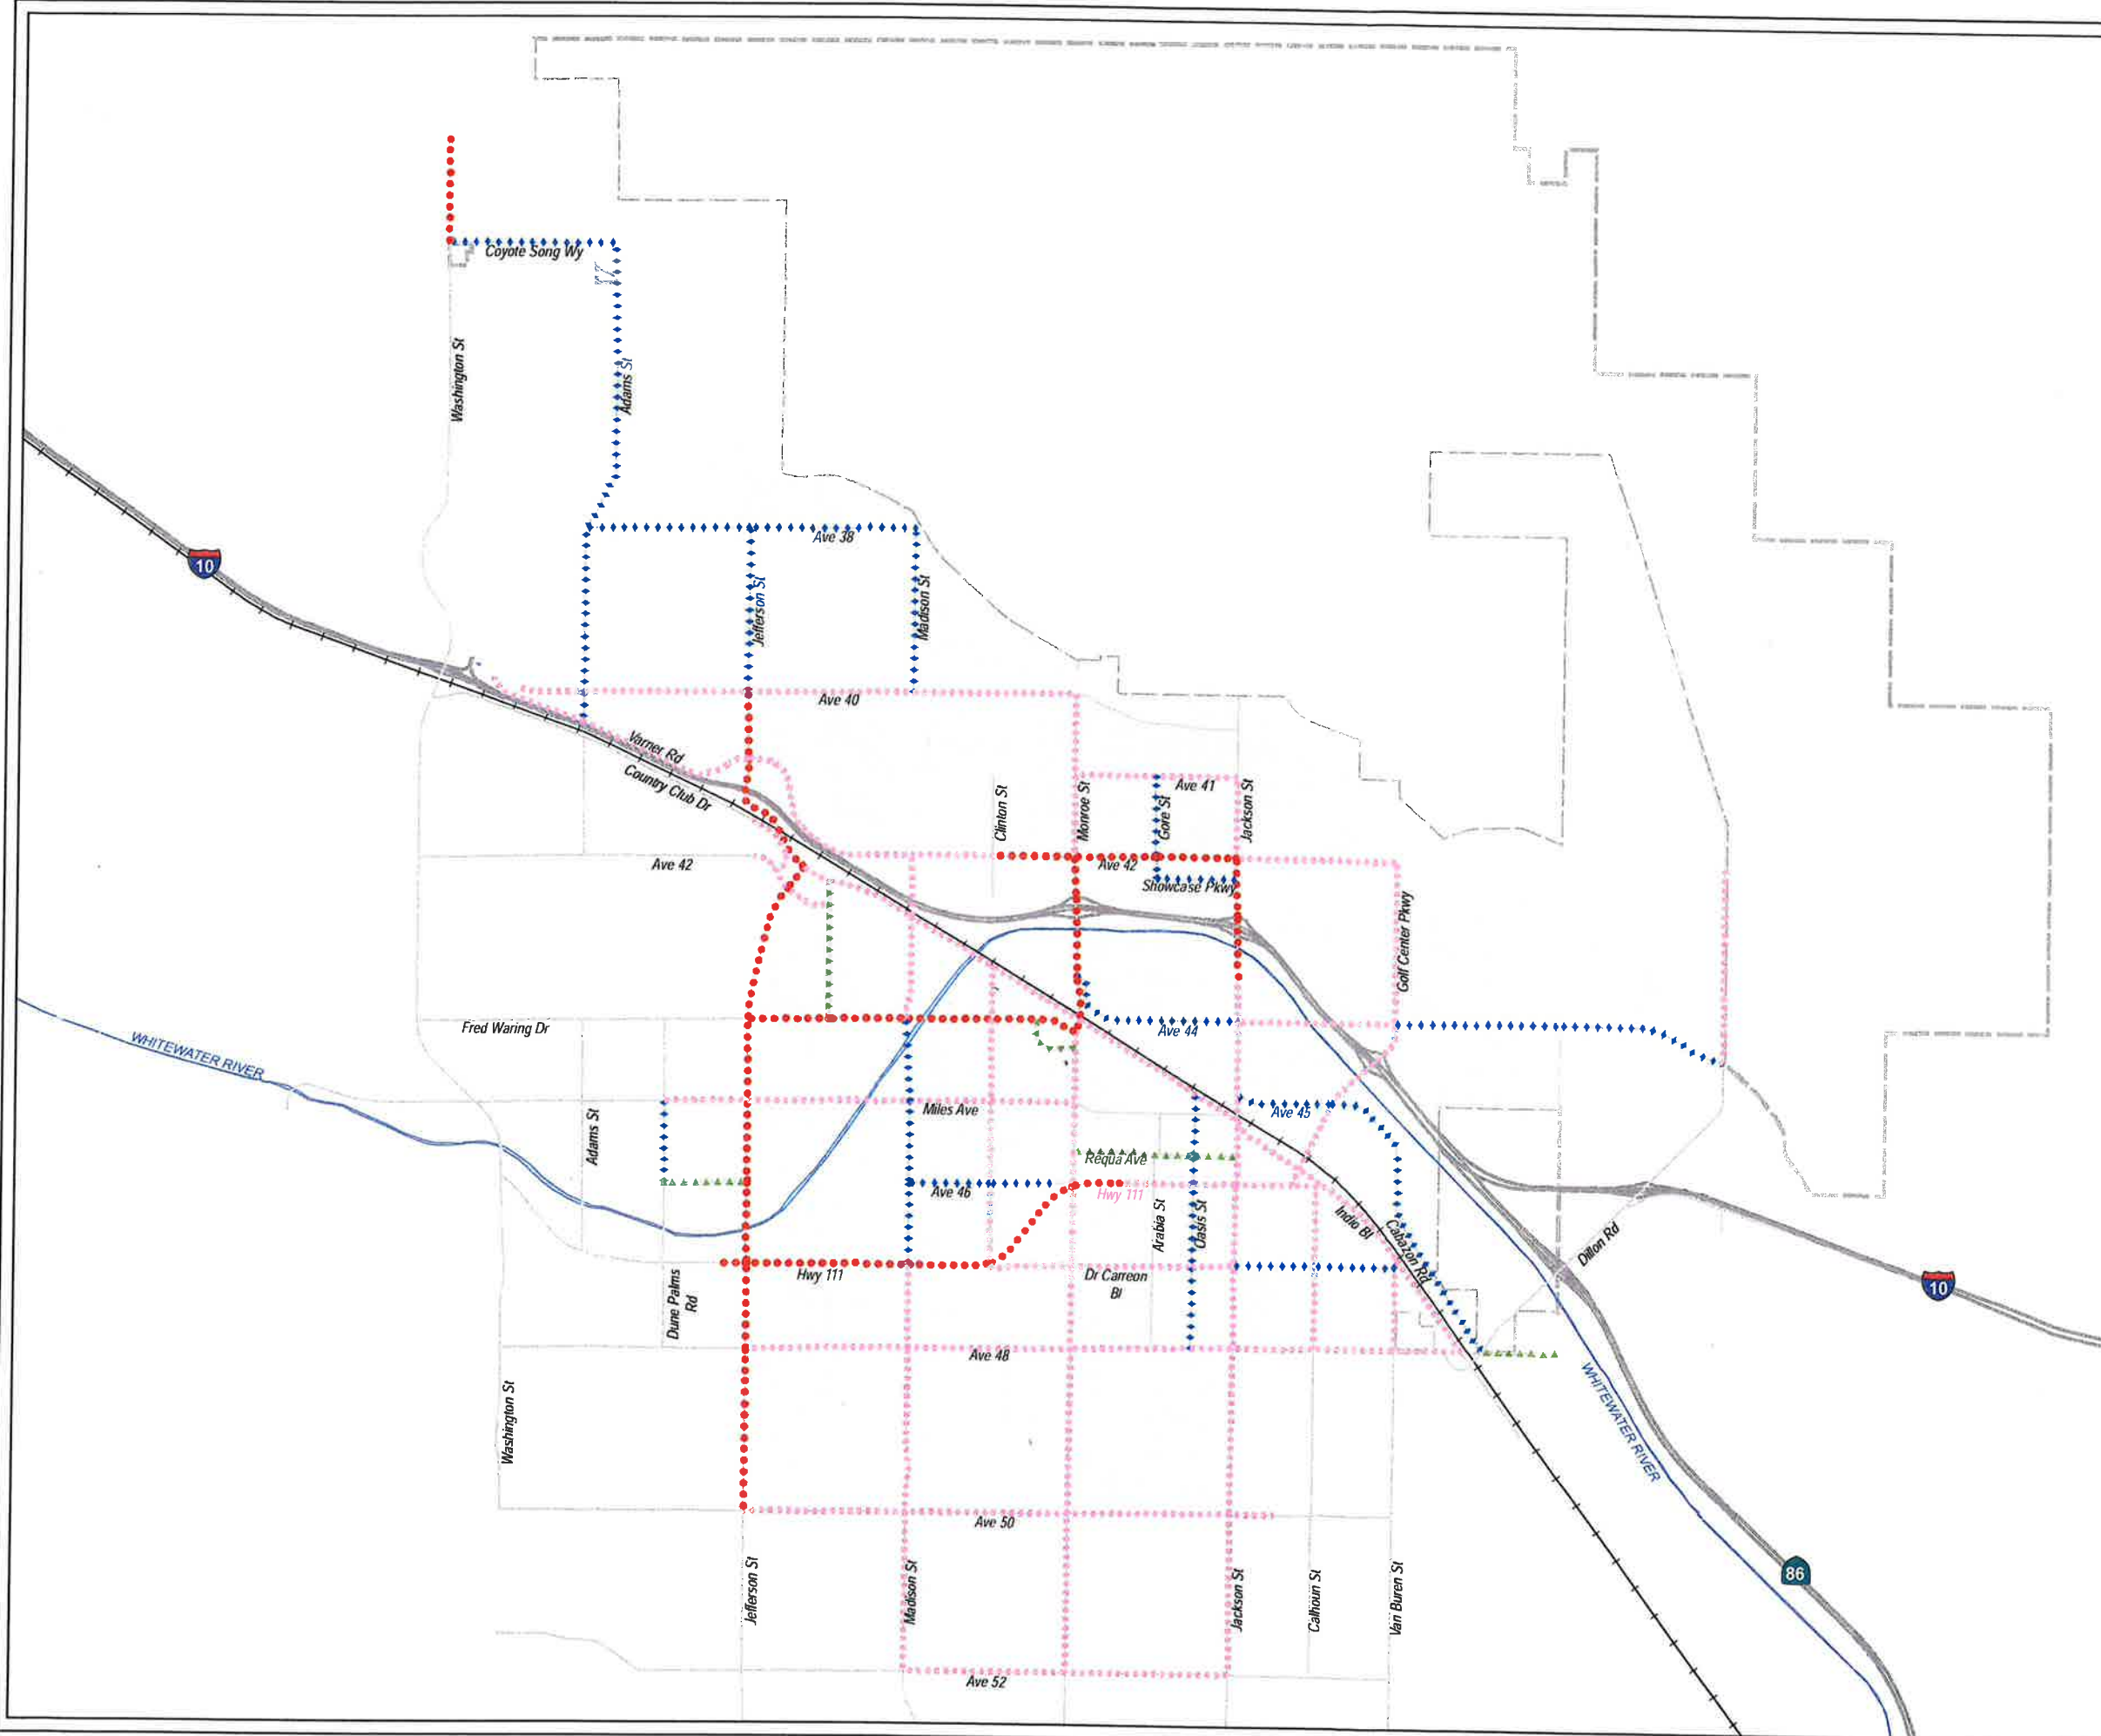 Coyote Song Wy
Washington St
Adams St
Ave 38
10
Jefferson St
Madison St
Ave 40
Varner Rd
Country Club Dr
Ave 41
Clinton St
Monroe St
Gore St
Jackson St
Ave 42
Ave 42
Showcase Pkwy
Golf Center Pkwy
Fred Waring Dr
Ave 44
WHITEWATER RIVER
Adams St
Miles Ave
Ave 45
Requa Ave
Ave 46
Hwy 111
Arabia St
Oasis St
Indio Bl
Cabazon Rd
Dillon Rd
Hwy 111
Dr Carreon
Bl
10
Dune Palms
Rd
Ave 48
Washington St
WHITEWATER RIVER
Ave 50
Jefferson St
Madison St
Jackson St
Calhoun St
Van Buren St
86
Ave 52